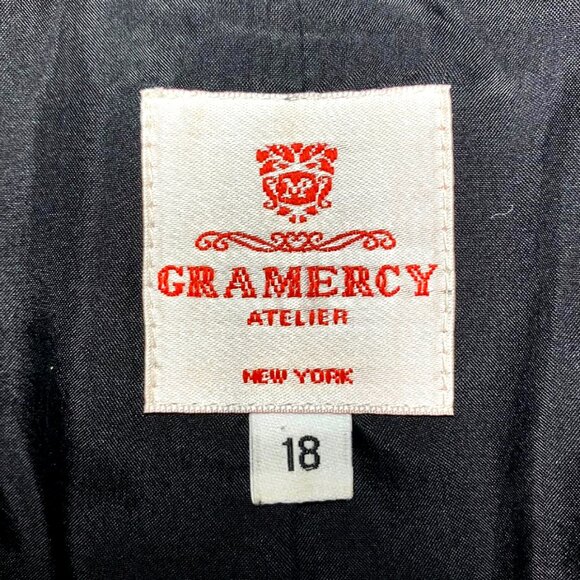 GRAMERCY
ATELIER
NEW YORK
18